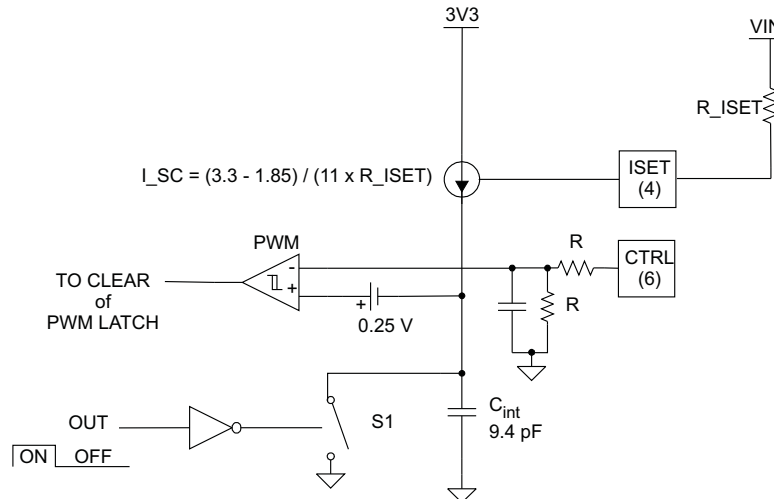 3V3
VIN
R_ISET
I_SC = (3.3 - 1.85) / (11 x R_ISET)
ISET
(4)
PWM
-
+
R
CTRL
(6)
TO CLEAR
of
PWM LATCH
+
0.25 V
R
OUT
S1
C_int
9.4 pF
ON OFF